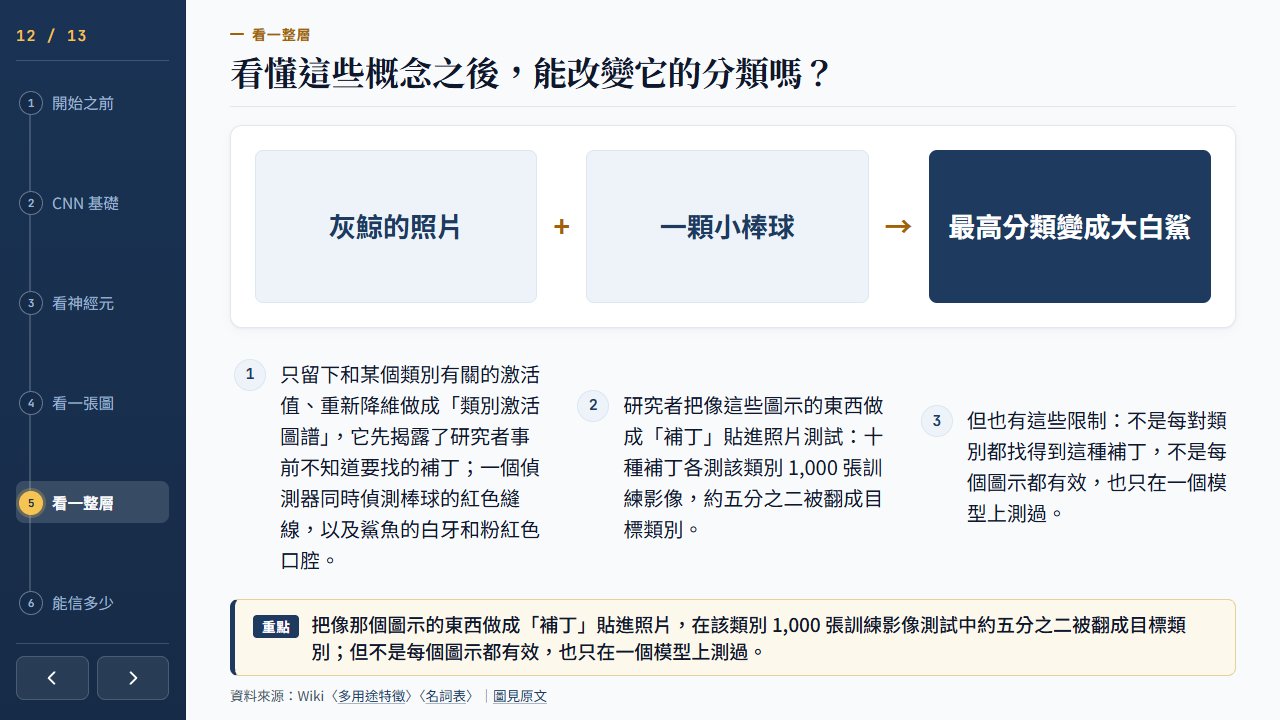 12 / 13
1 開始之前
2 CNN 基礎
3 看神經元
4 看一張圖
5 看一整層
6 能信多少
看一整層
看懂這些概念之後，能改變它的分類嗎？
灰鯨的照片 + 一顆小棒球 → 最高分類變成大白鯊
1
只留下和某個類別有關的激活
值、重新降維做成「類別激活
圖譜」，它先揭露了研究者事
前不知道要找的補丁；一個偵
測器同時偵測棒球的紅色縫
線，以及鯊魚的白牙和粉紅色
口腔。
2
研究者把像這些圖示的東西做
成「補丁」貼進照片測試：十
種補丁各測該類別 1,000 張訓
練影像，約五分之二被翻成目
標類別。
3
但也有這些限制：不是每對類
別都找得到這種補丁，不是每
個圖示都有效，也只在一個模
型上測過。
重點
把像那個圖示的東西做成「補丁」貼進照片，在該類別 1,000 張訓練影像測試中約五分之二被翻成目標類
別；但不是每個圖示都有效，也只在一個模型上測過。
資料來源：Wiki〈多用途特徵〉〈名詞表〉｜圖見原文